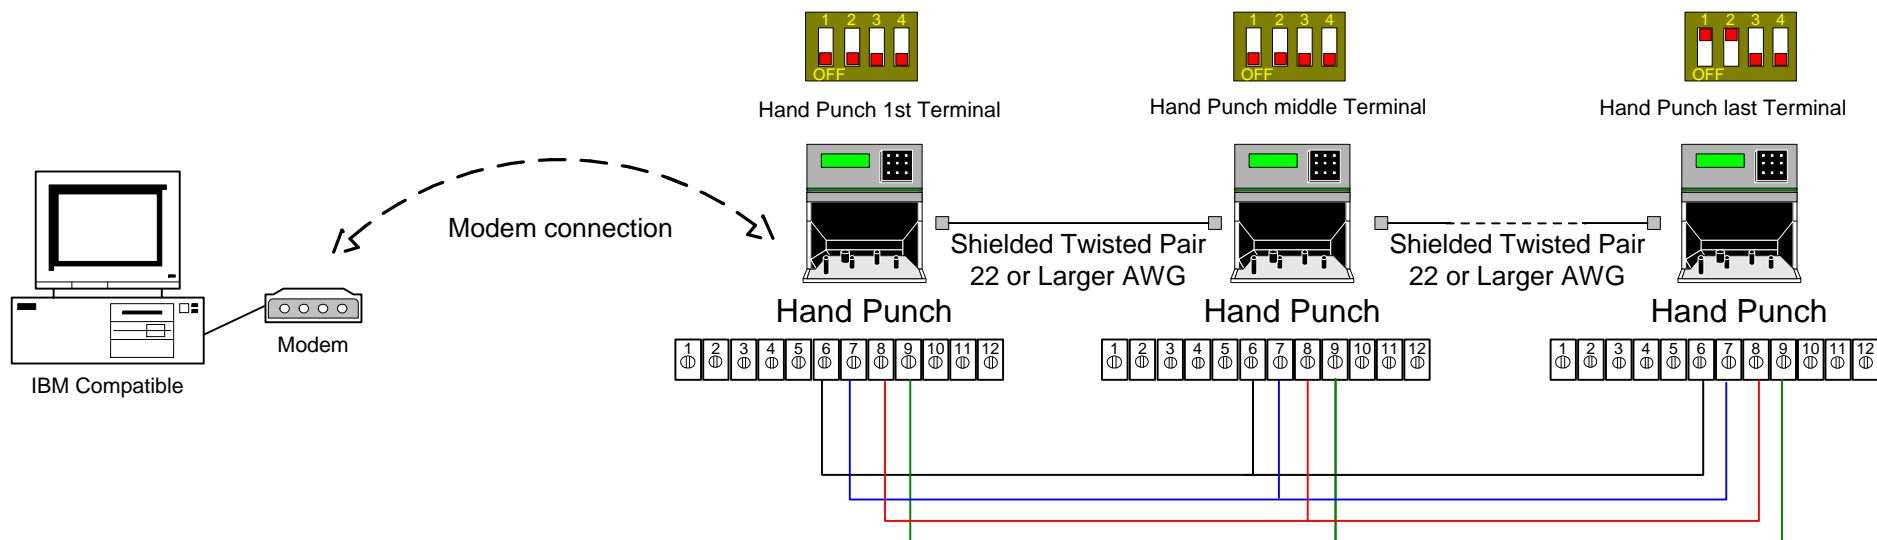 1 2 3 4
OFF
Hand Punch 1st Terminal
1 2 3 4
OFF
Hand Punch middle Terminal
1 2 3 4
OFF
Hand Punch last Terminal
Modem connection
Shielded Twisted Pair
22 or Larger AWG
Shielded Twisted Pair
22 or Larger AWG
Modem
IBM Compatible
Hand Punch
1 2 3 4 5 6 7 8 9 10 11 12
Hand Punch
1 2 3 4 5 6 7 8 9 10 11 12
Hand Punch
1 2 3 4 5 6 7 8 9 10 11 12